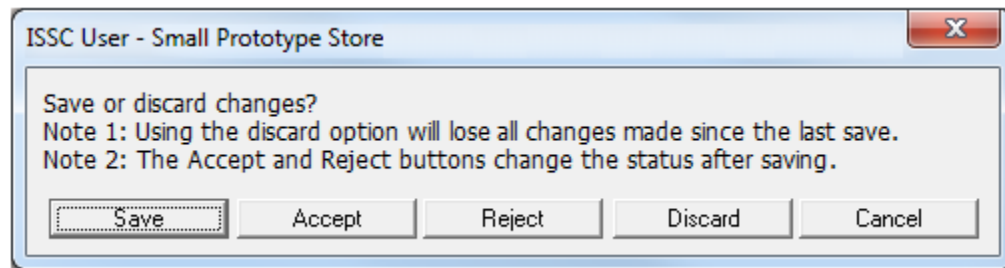 ISSC User - Small Prototype Store
Save or discard changes?
Note 1: Using the discard option will lose all changes made since the last save.
Note 2: The Accept and Reject buttons change the status after saving.
Save Accept Reject Discard Cancel